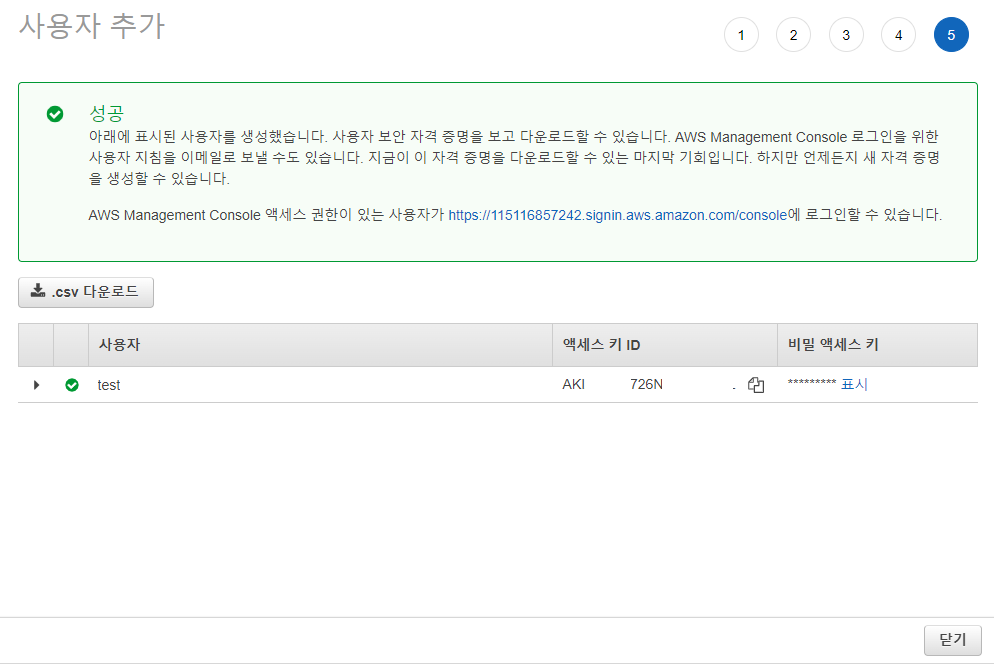 사용자 추가
1 2 3 4 5
성공
아래에 표시된 사용자를 생성했습니다. 사용자 보안 자격 증명을 보고 다운로드할 수 있습니다. AWS Management Console 로그인을 위한
사용자 지침을 이메일로 보낼 수도 있습니다. 지금이 이 자격 증명을 다운로드할 수 있는 마지막 기회입니다. 하지만 언제든지 새 자격 증명
을 생성할 수 있습니다.
AWS Management Console 액세스 권한이 있는 사용자가 https://115116857242.signin.aws.amazon.com/console에 로그인할 수 있습니다.
.csv 다운로드
사용자 액세스 키 ID 비밀 액세스 키
test AKI 726N . ********* 표시
닫기